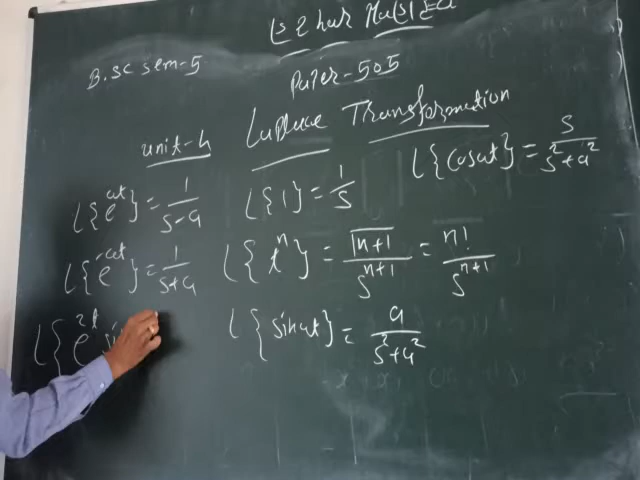 B.Sc sem-5
Paper-505
unit-4 Laplace Transformation
L{cosat} = s/(s²+a²)
L{e^at} = 1/(s-a) L{1} = 1/s
L{e^-at} = 1/(s+a) L{t^n} = Γ(n+1)/s^(n+1) = n!/s^(n+1)
L{e^2t si L{sinat} = a/(s²+a²)